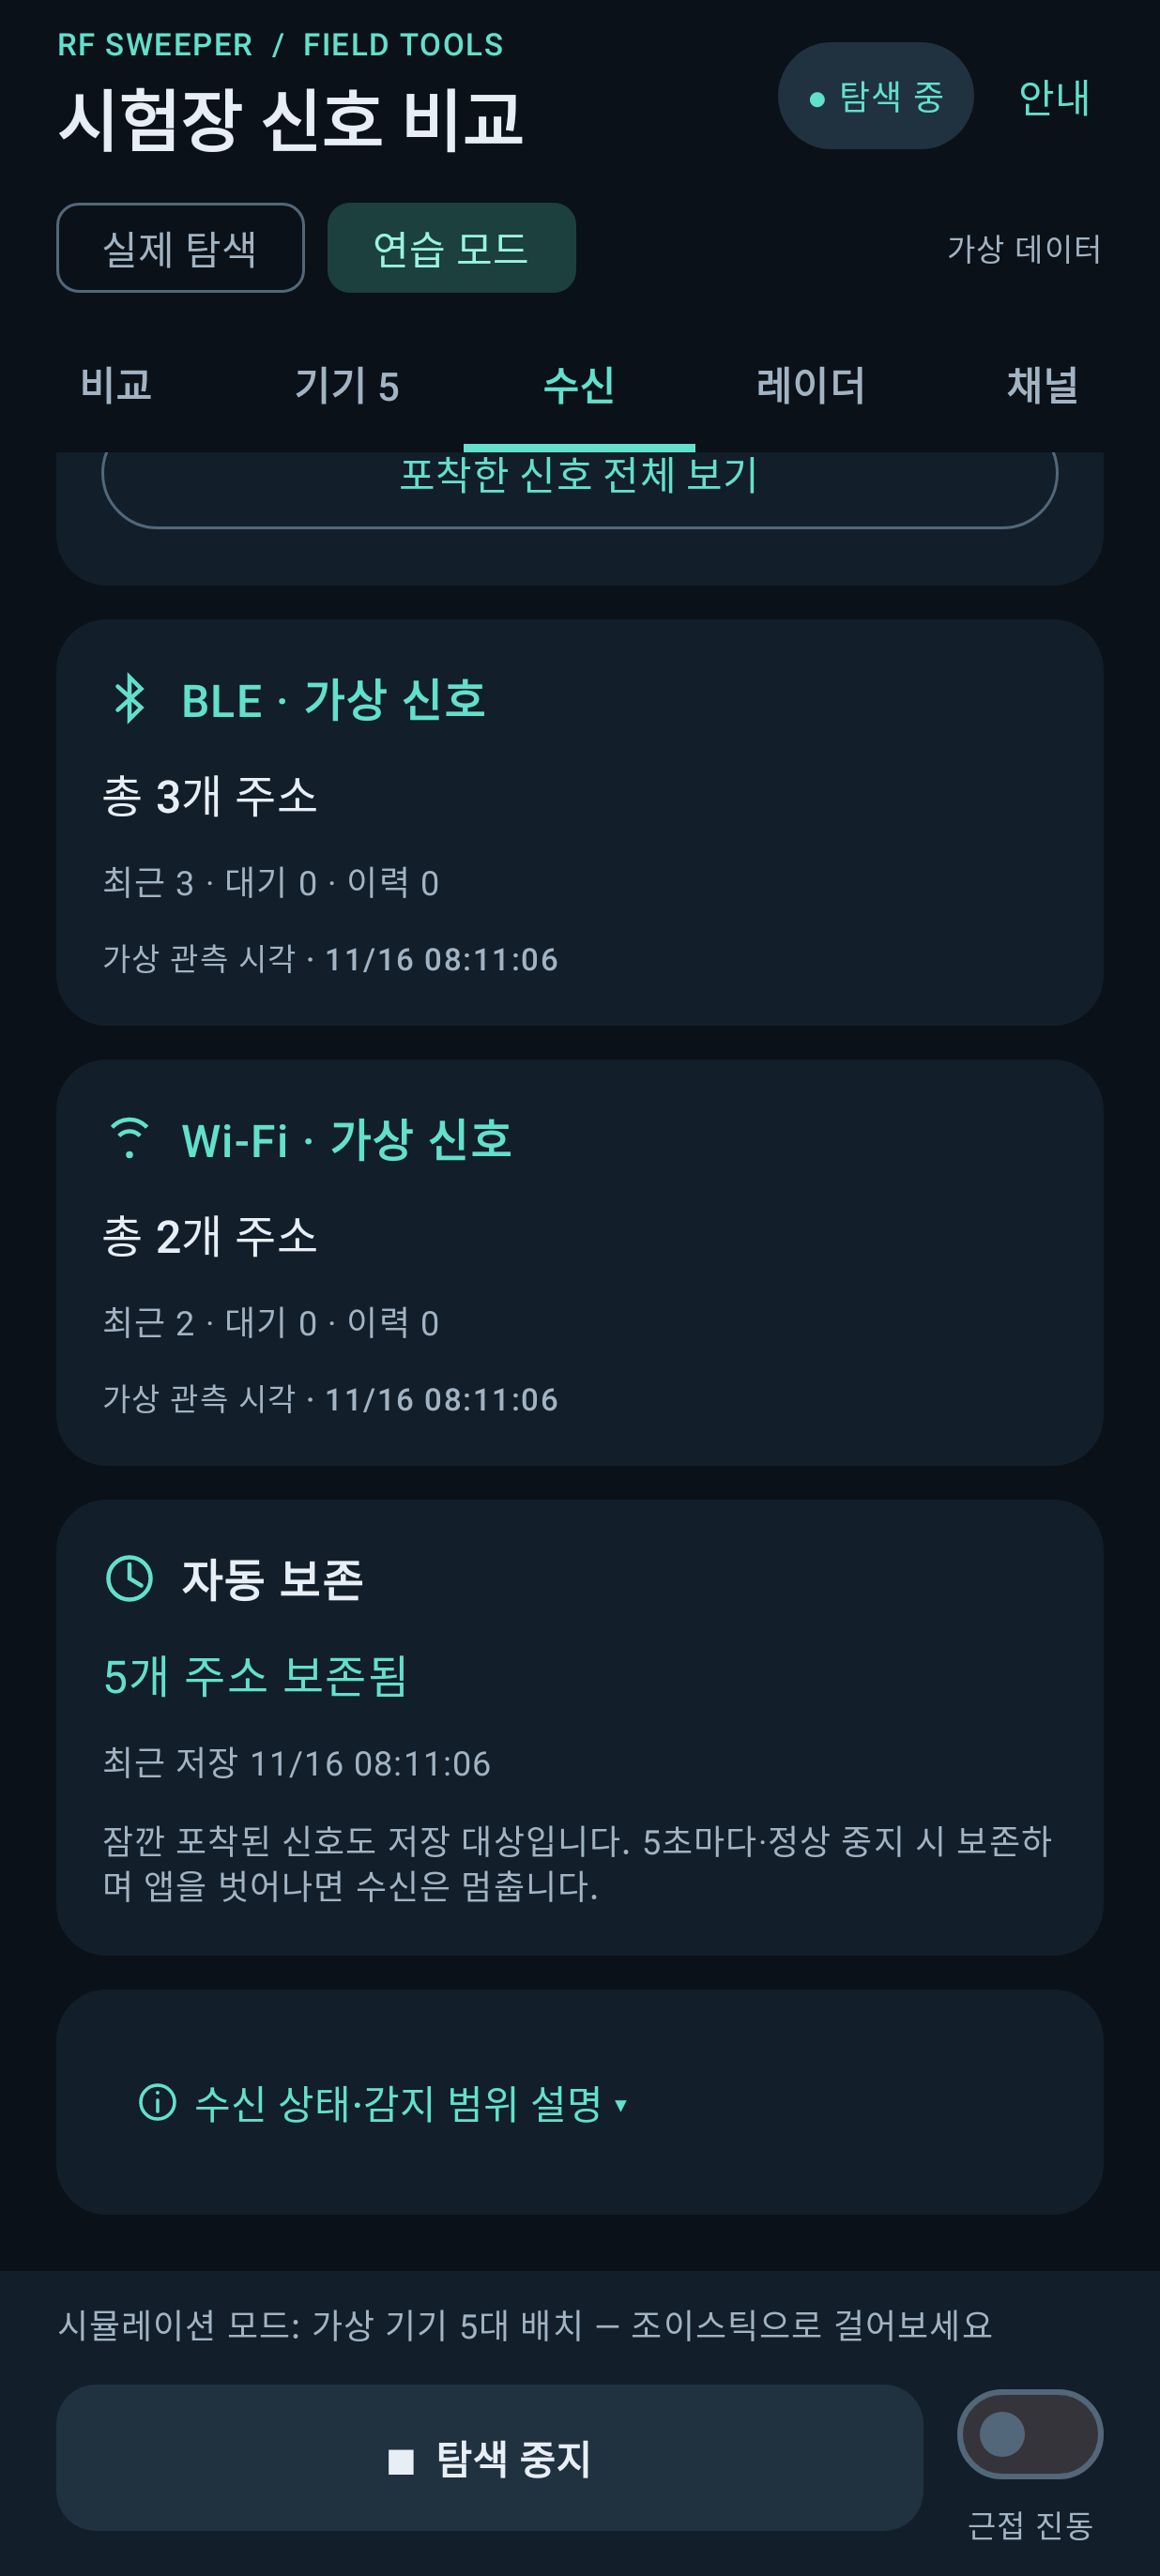 RF SWEEPER / FIELD TOOLS
시험장 신호 비교
● 탐색 중
안내
실제 탐색
연습 모드
가상 데이터
비교
기기 5
수신
레이더
채널
포착한 신호 전체 보기
BLE · 가상 신호
총 3개 주소
최근 3 · 대기 0 · 이력 0
가상 관측 시각 · 11/16 08:11:06
Wi-Fi · 가상 신호
총 2개 주소
최근 2 · 대기 0 · 이력 0
가상 관측 시각 · 11/16 08:11:06
자동 보존
5개 주소 보존됨
최근 저장 11/16 08:11:06
잠깐 포착된 신호도 저장 대상입니다. 5초마다·정상 중지 시 보존하
며 앱을 벗어나면 수신은 멈춥니다.
수신 상태·감지 범위 설명 ▾
시뮬레이션 모드: 가상 기기 5대 배치 — 조이스틱으로 걸어보세요
■ 탐색 중지
근접 진동